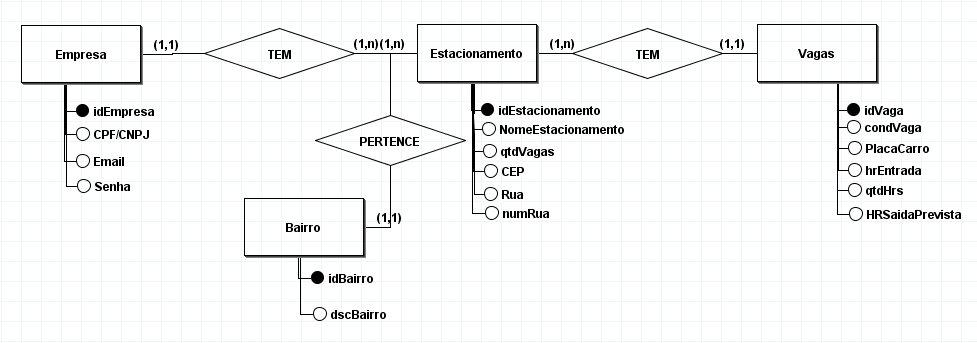 Empresa
(1,1)
TEM
(1,n)(1,n)
Estacionamento
(1,n)
TEM
(1,1)
Vagas
idEmpresa
CPF/CNPJ
Email
Senha
PERTENCE
idEstacionamento
NomeEstacionamento
qtdVagas
CEP
Rua
numRua
idVaga
condVaga
PlacaCarro
hrEntrada
qtdHrs
HRSaidaPrevista
(1,1)
Bairro
idBairro
dscBairro